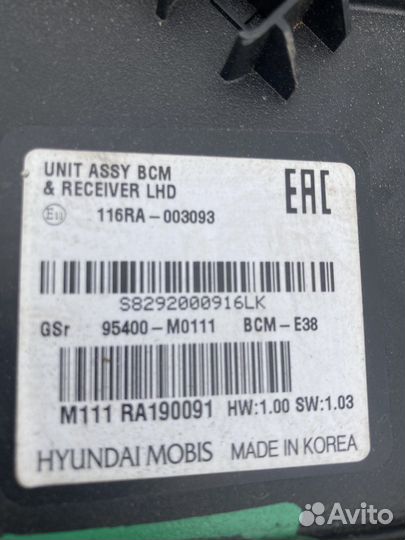 UNIT ASSY BCM
& RECEIVER LHD
EAC
E11 116RA-003093
S8292000916LK
GSr 95400-M0111 BCM-E38
M111 RA190091 HW:1.00 SW:1.03
HYUNDAI MOBIS MADE IN KOREA
Avito